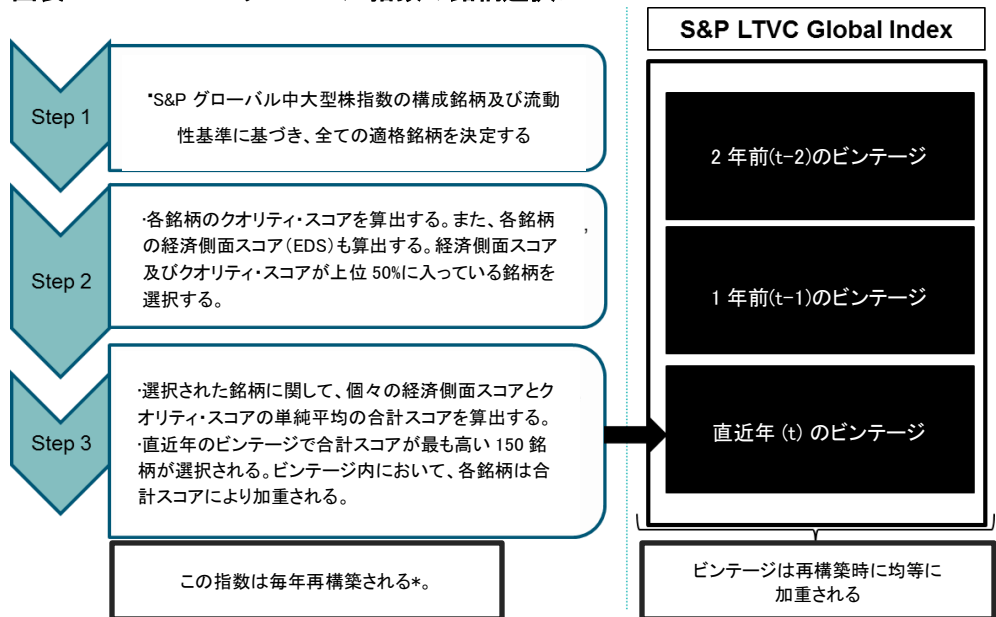 Step 1
"S&P グローバル中大型株指数の構成銘柄及び流動
性基準に基づき、全ての適格銘柄を決定する
Step 2
·各銘柄のクオリティ・スコアを算出する。また、各銘柄
の経済側面スコア(EDS)も算出する。経済側面スコア
及びクオリティ・スコアが上位 50%に入っている銘柄を
選択する。
,
Step 3
·選択された銘柄に関して、個々の経済側面スコアとク
オリティ・スコアの単純平均の合計スコアを算出する。
·直近年のビンテージで合計スコアが最も高い 150 銘
柄が選択される。ビンテージ内において、各銘柄は合
計スコアにより加重される。
この指数は毎年再構築される*。
S&P LTVC Global Index
2 年前(t-2)のビンテージ
1 年前(t-1)のビンテージ
直近年 (t) のビンテージ
ビンテージは再構築時に均等に
加重される